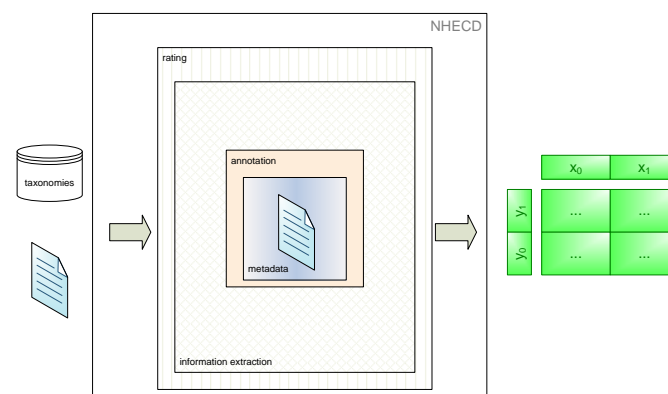 NHECD
rating
taxonomies
annotation
metadata
information extraction
x₀ x₁
y₁ ... ...
y₀ ... ...